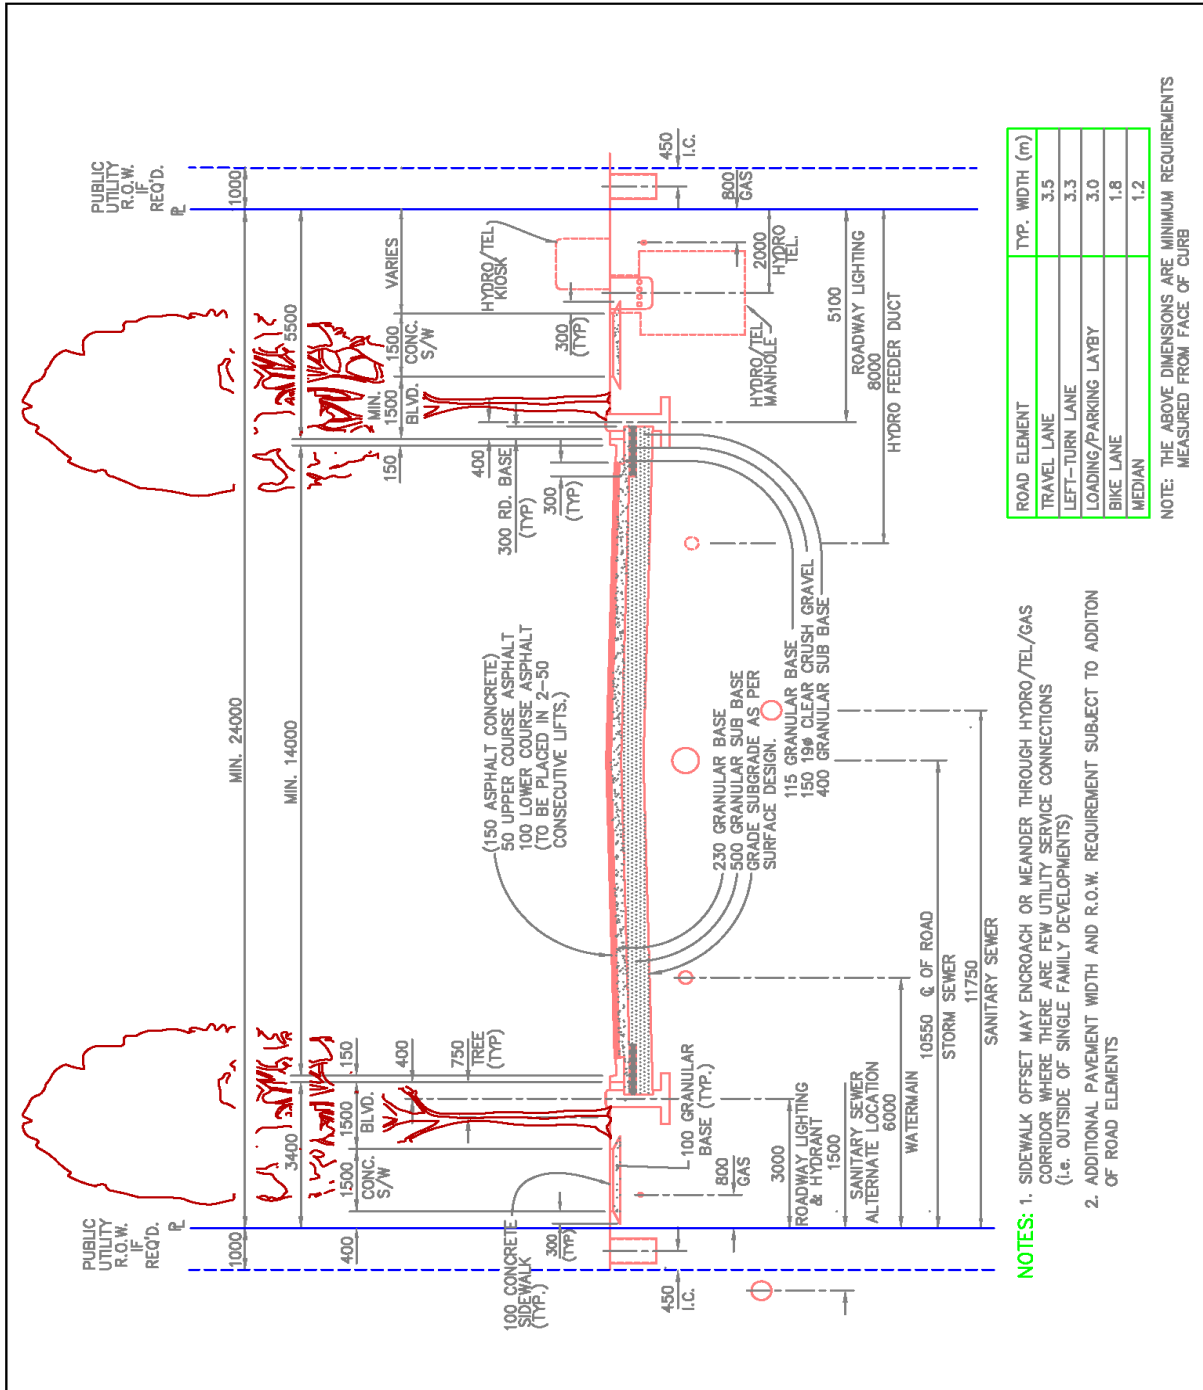 PUBLIC
UTILITY
R.O.W.
IF
REQ'D.
PL
1000
MIN. 24000
PUBLIC
UTILITY
R.O.W.
IF
REQ'D.
PL
1000
3400
MIN. 14000
5500
400
1500
CONC.
S/W
1500
BLVD.
150
400
750
TREE
(TYP)
150
400
MIN.
1500
BLVD.
1500
CONC.
S/W
VARIES
300 RD. BASE
(TYP)
300
(TYP)
300
(TYP)
HYDRO/TEL
KIOSK
100 CONCRETE
SIDEWALK
(TYP.)
300
(TYP)
(150 ASPHALT CONCRETE)
50 UPPER COURSE ASPHALT
100 LOWER COURSE ASPHALT
(TO BE PLACED IN 2-50
CONSECUTIVE LIFTS.)
450
I.C.
100 GRANULAR
BASE (TYP.)
800
GAS
230 GRANULAR BASE
500 GRANULAR SUB BASE
GRADE SUBGRADE AS PER
SURFACE DESIGN.
115 GRANULAR BASE
150 19ø CLEAR CRUSH GRAVEL
400 GRANULAR SUB BASE
HYDRO/TEL
MANHOLE
2000
HYDRO
TEL.
800
GAS
450
I.C.
3000
ROADWAY LIGHTING
& HYDRANT
1500
SANITARY SEWER
ALTERNATE LOCATION
6000
WATERMAIN
10550 ℄ OF ROAD
STORM SEWER
11750
SANITARY SEWER
5100
ROADWAY LIGHTING
8000
HYDRO FEEDER DUCT
NOTES: 1. SIDEWALK OFFSET MAY ENCROACH OR MEANDER THROUGH HYDRO/TEL/GAS
CORRIDOR WHERE THERE ARE FEW UTILITY SERVICE CONNECTIONS
(i.e. OUTSIDE OF SINGLE FAMILY DEVELOPMENTS)
2. ADDITIONAL PAVEMENT WIDTH AND R.O.W. REQUIREMENT SUBJECT TO ADDITON
OF ROAD ELEMENTS
ROAD ELEMENT TYP. WIDTH (m)
TRAVEL LANE 3.5
LEFT-TURN LANE 3.3
LOADING/PARKING LAYBY 3.0
BIKE LANE 1.8
MEDIAN 1.2
NOTE: THE ABOVE DIMENSIONS ARE MINIMUM REQUIREMENTS
MEASURED FROM FACE OF CURB